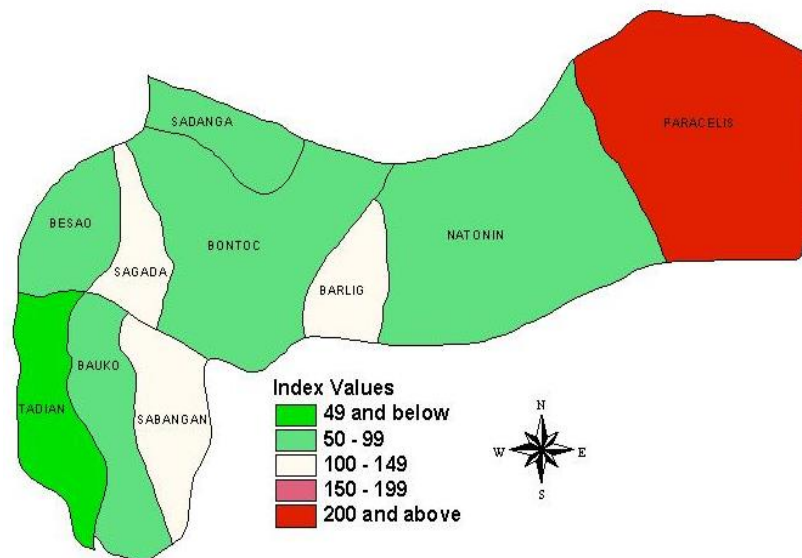 PARACELIS
SADANGA
BESAO
BONTOC
NATONIN
SAGADA
BARLIG
BAUKO
TADIAN
SABANGAN
Index Values
49 and below
50 - 99
100 - 149
150 - 199
200 and above
N
W E
S